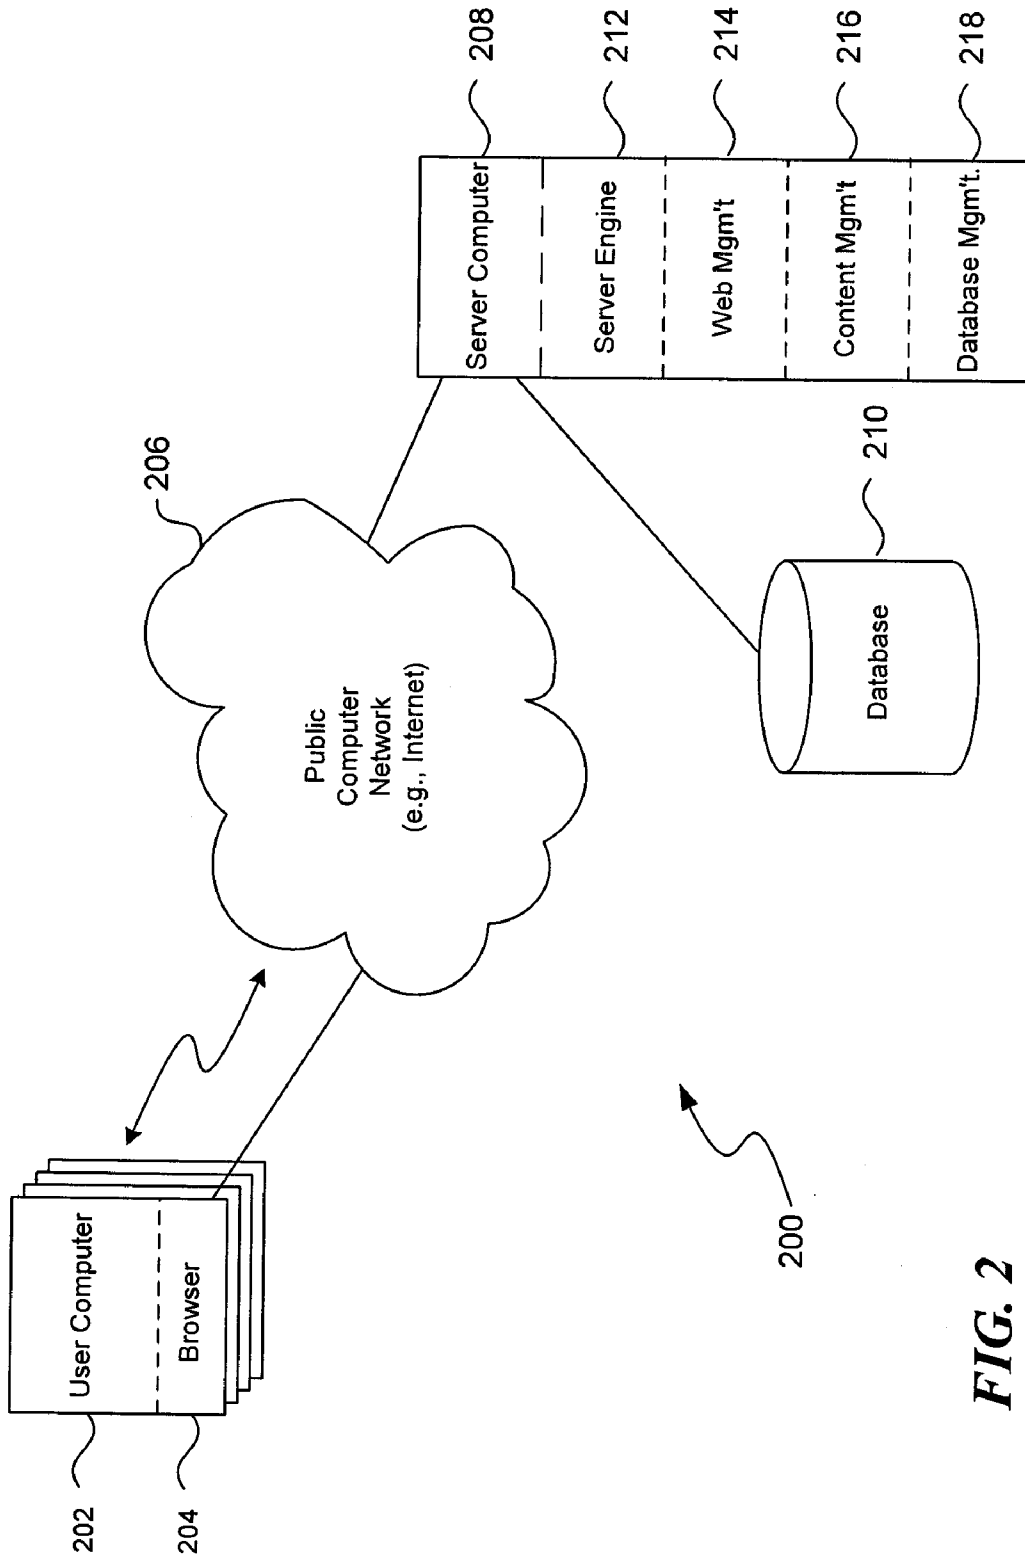 202
User Computer
204
Browser
206
Public
Computer
Network
(e.g., Internet)
Server Computer
208
Server Engine
212
Web Mgm't
214
Content Mgm't
216
Database Mgm't.
218
Database
210
200
FIG. 2